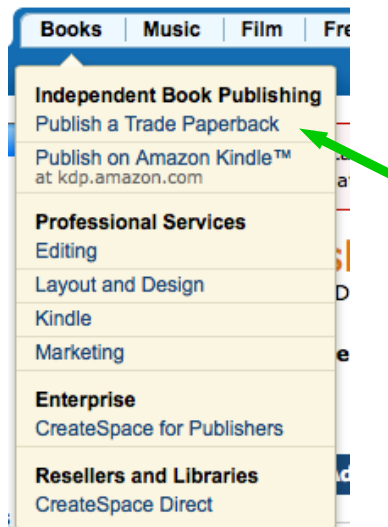 Books Music Film Fre
Independent Book Publishing
Publish a Trade Paperback
Publish on Amazon Kindle™
at kdp.amazon.com
Professional Services
Editing
Layout and Design
Kindle
Marketing
Enterprise
CreateSpace for Publishers
Resellers and Libraries
CreateSpace Direct